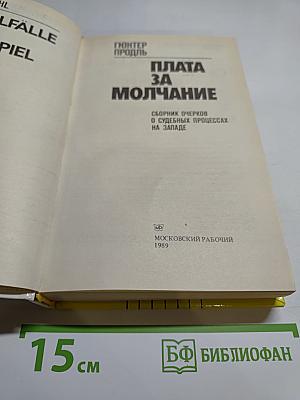 HL
LFÄLLE
PIEL
ГЮНТЕР
ПРОДЛЬ
ПЛАТА
ЗА
МОЛЧАНИЕ
СБОРНИК ОЧЕРКОВ
О СУДЕБНЫХ ПРОЦЕССАХ
НА ЗАПАДЕ
МОСКОВСКИЙ РАБОЧИЙ
1989
15 см
БФ БИБЛИОФАН